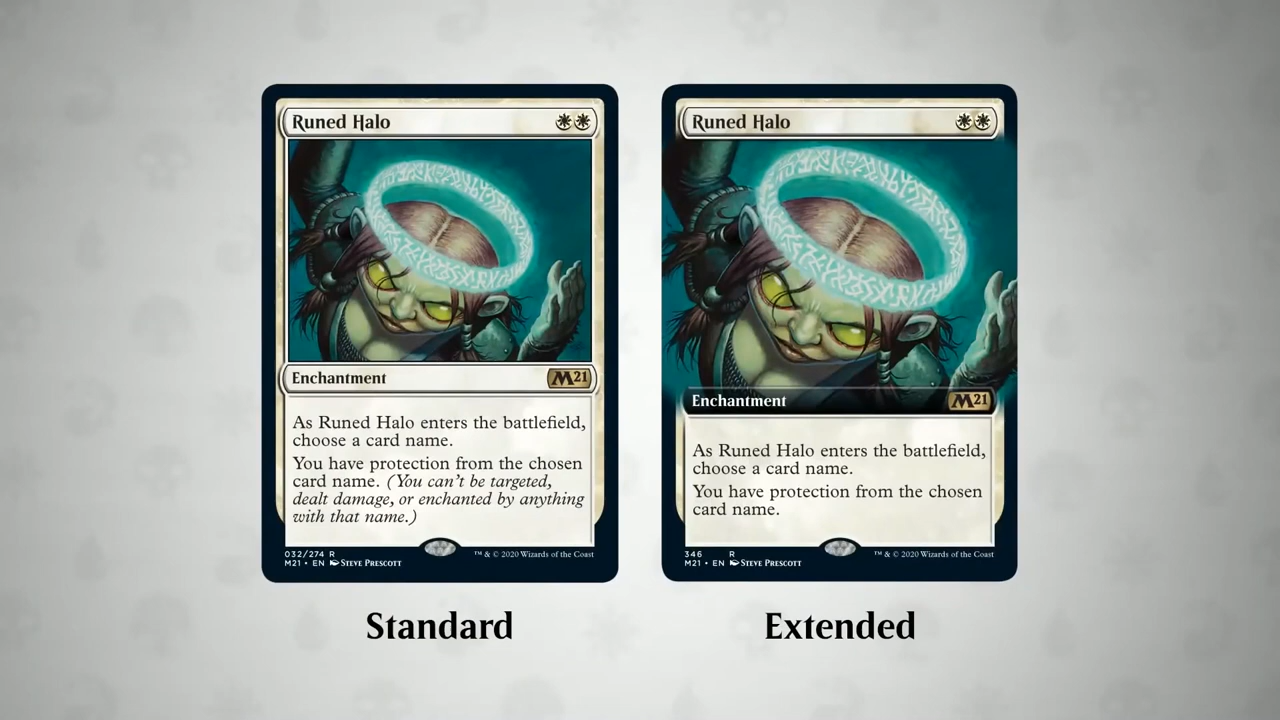 Runed Halo
Enchantment
M21
As Runed Halo enters the battlefield,
choose a card name.
You have protection from the chosen
card name. (You can't be targeted,
dealt damage, or enchanted by anything
with that name.)
032/274 R
M21 • EN STEVE PRESCOTT
™ & © 2020 Wizards of the Coast
Standard
Runed Halo
Enchantment
M21
As Runed Halo enters the battlefield,
choose a card name.
You have protection from the chosen
card name.
346 R
M21 • EN STEVE PRESCOTT
™ & © 2020 Wizards of the Coast
Extended